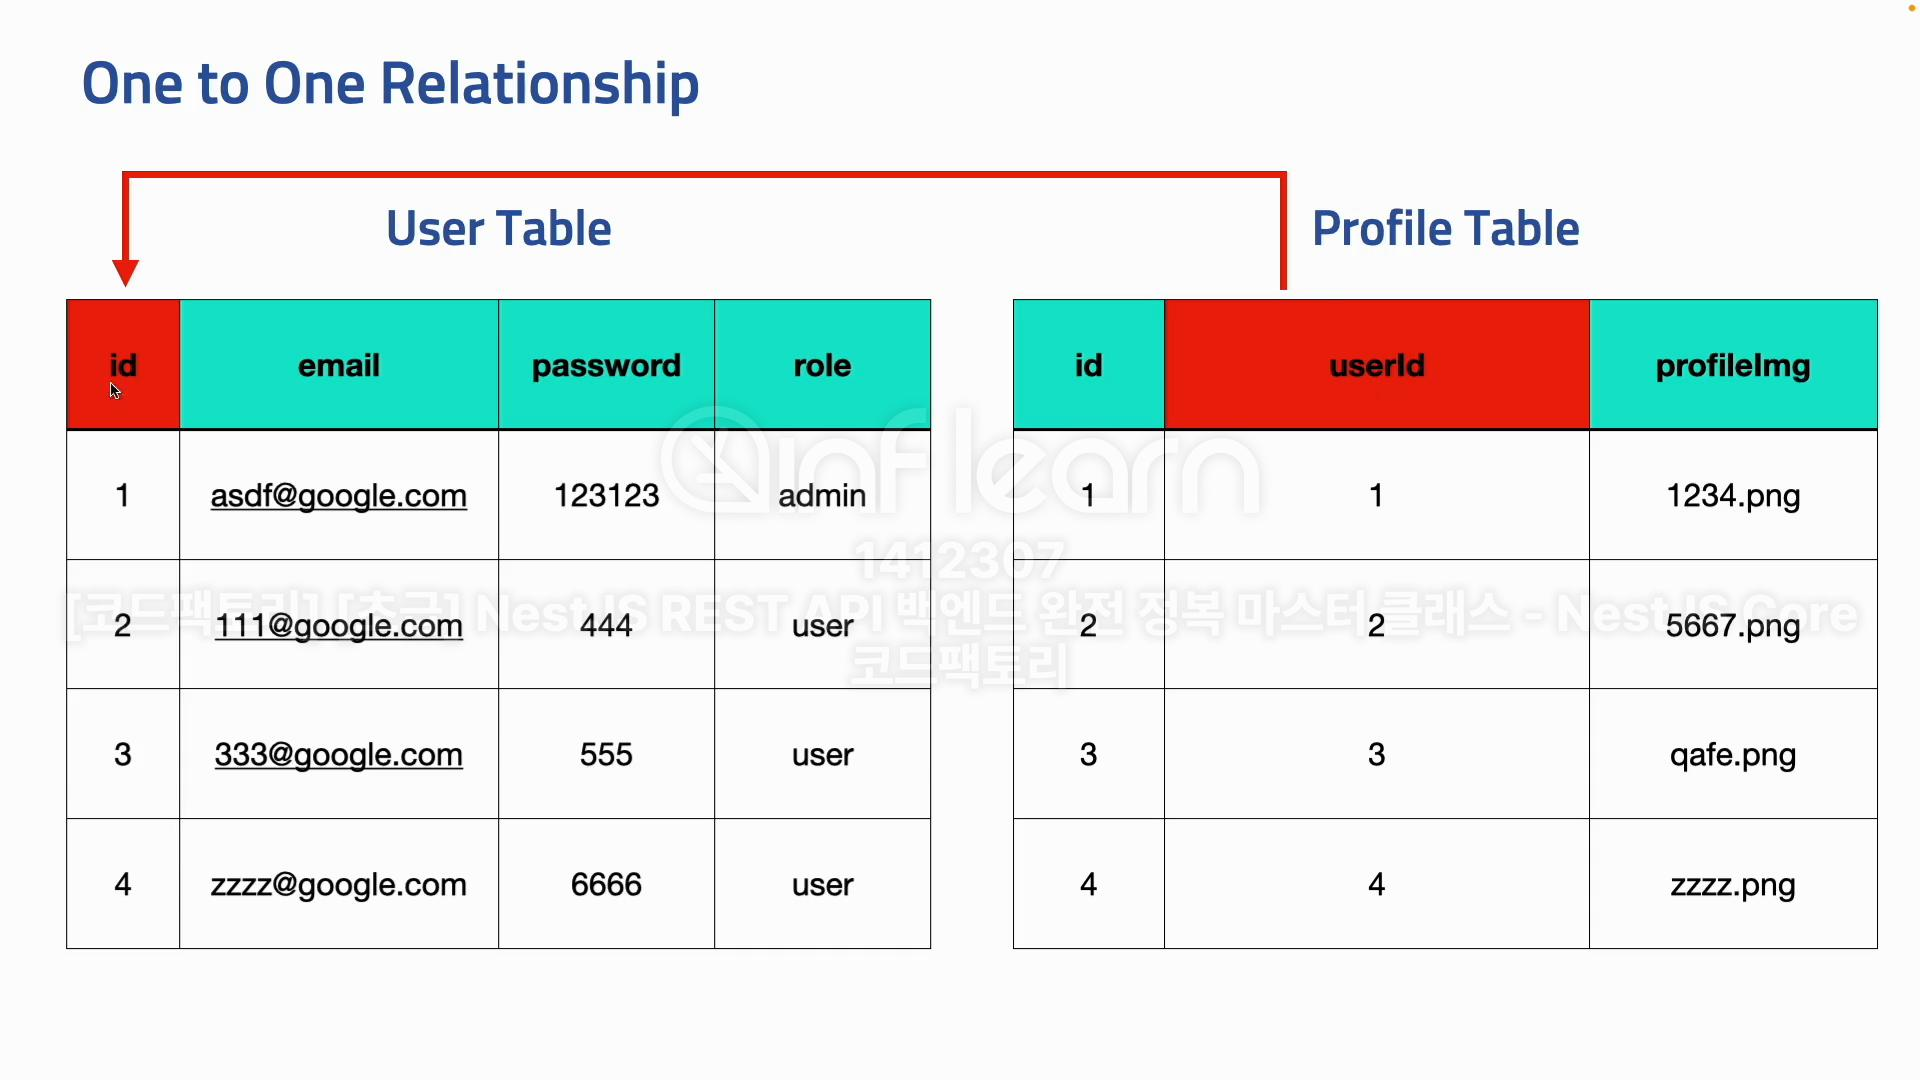 One to One Relationship
User Table
Profile Table
id email password role
1 asdf@google.com 123123 admin
2 111@google.com 444 user
3 333@google.com 555 user
4 zzzz@google.com 6666 user
id userId profileImg
1 1 1234.png
2 2 5667.png
3 3 qafe.png
4 4 zzzz.png
inflearn
1412307
[코드팩토리] [초급] NestJS REST API 백엔드 완전 정복 마스터 클래스 - NestJS Core
코드팩토리